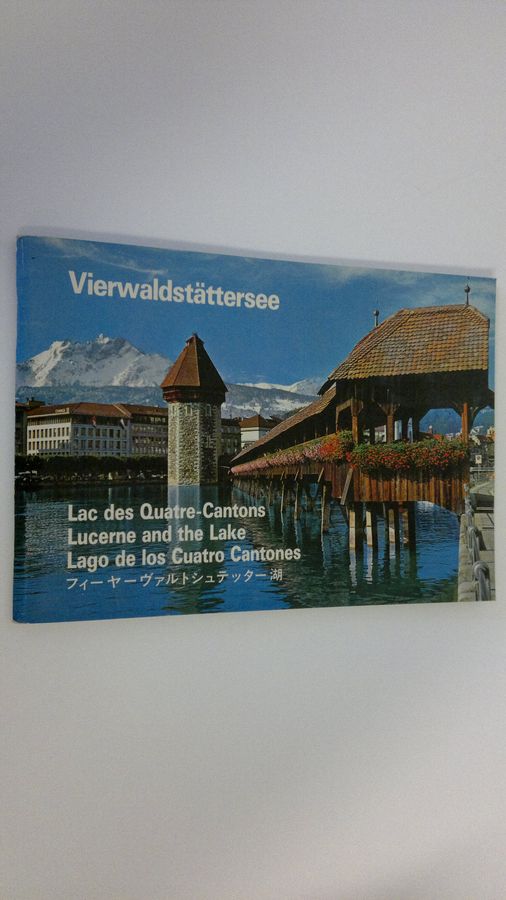 Vierwaldstättersee
Lac des Quatre-Cantons
Lucerne and the Lake
Lago de los Cuatro Cantones
フィーヤーヴァルトシュテッター湖